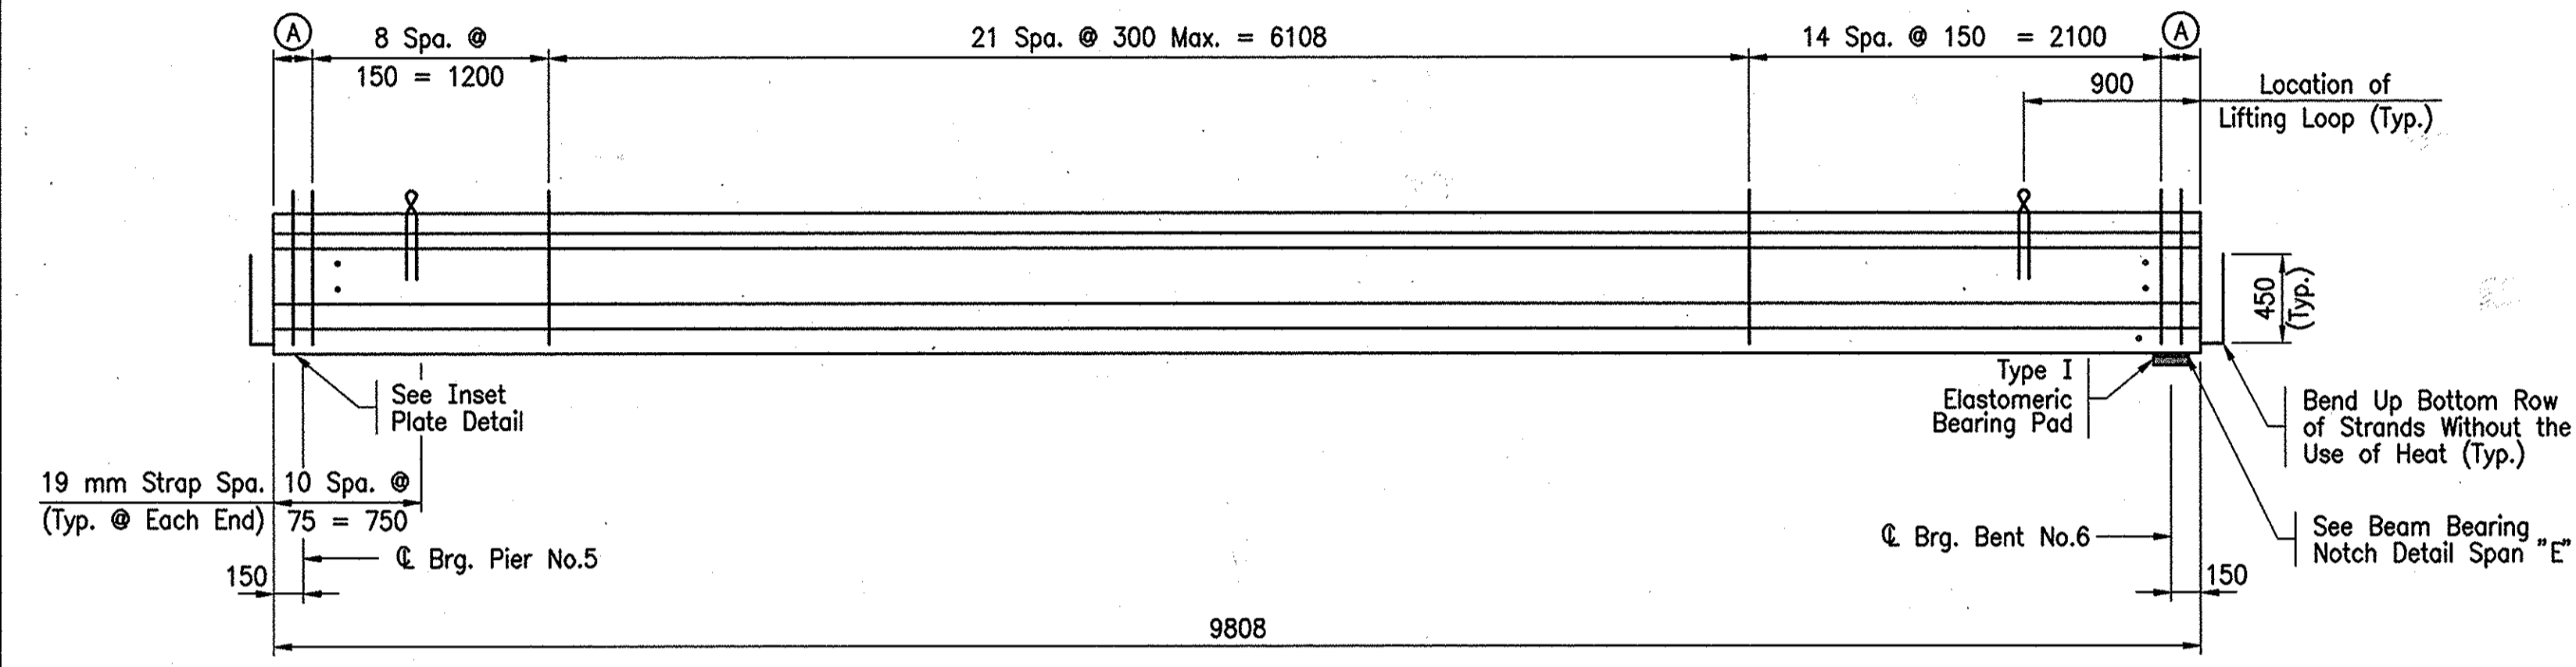 A
8 Spa. @
150 = 1200
21 Spa. @ 300 Max. = 6108
14 Spa. @ 150 = 2100
A
900
Location of
Lifting Loop (Typ.)
450
(Typ.)
See Inset
Plate Detail
Type I
Elastomeric
Bearing Pad
Bend Up Bottom Row
of Strands Without the
Use of Heat (Typ.)
19 mm Strap Spa.
(Typ. @ Each End)
10 Spa. @
75 = 750
℄ Brg. Pier No.5
150
℄ Brg. Bent No.6
See Beam Bearing
Notch Detail Span "E"
150
9808